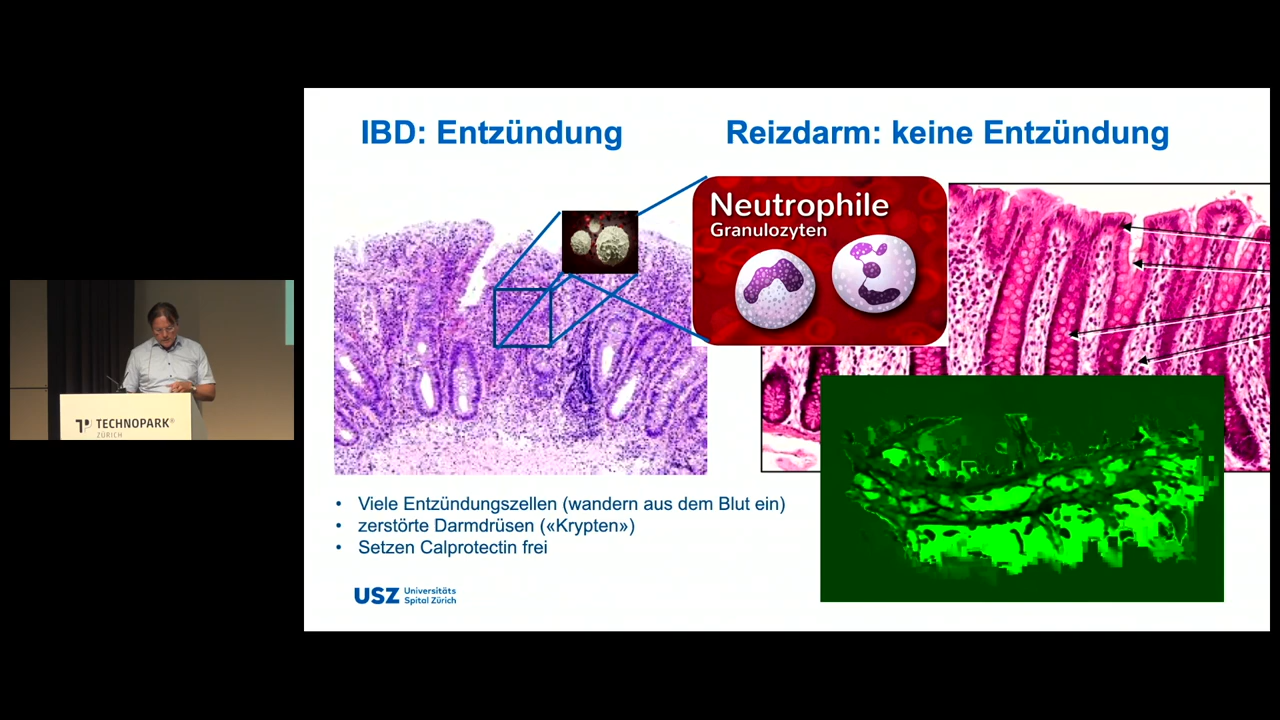 IBD: Entzündung
Reizdarm: keine Entzündung
Neutrophile
Granulozyten
• Viele Entzündungszellen (wandern aus dem Blut ein)
• zerstörte Darmdrüsen («Krypten»)
• Setzen Calprotectin frei
USZ Universitäts
Spital Zürich
TECHNOPARK®
ZÜRICH